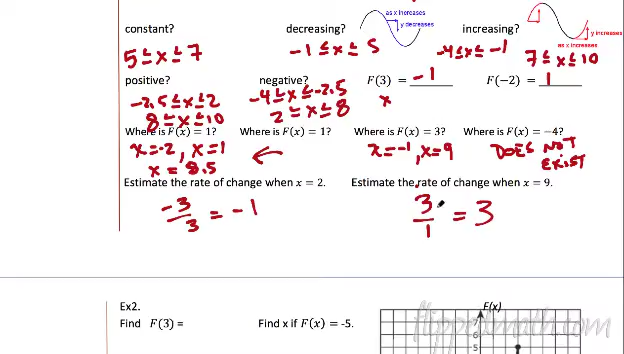 as x increases
y decreases
y increases
as x increases
constant? decreasing? increasing?
5 ≤ x ≤ 7 -1 ≤ x ≤ 5 -4 ≤ x ≤ -1
7 ≤ x ≤ 10
positive? negative? F(3) = -1 F(-2) = 1
-2.5 ≤ x ≤ 2 -4 ≤ x ≤ -2.5 x
8 ≤ x ≤ 10 2 ≤ x ≤ 8
Where is F(x) = 1? Where is F(x) = 1? Where is F(x) = 3? Where is F(x) = −4?
x = -2, x = 1 x = -1, x = 9 DOES NOT
x = 8.5 EXIST
Estimate the rate of change when x = 2. Estimate the rate of change when x = 9.
-3/3 = -1 3/1 = 3
Ex2. F(x)
Find F(3) = Find x if F(x) = -5.
flippedmath.com
7
6
5